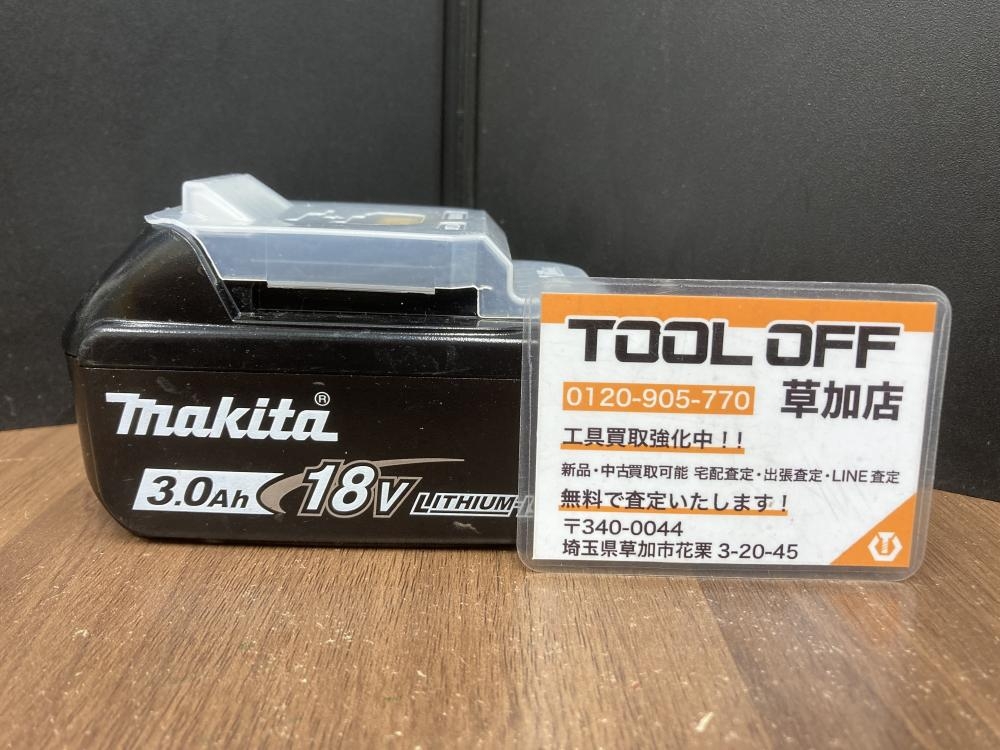 makita®
3.0Ah 18V LITHIUM-I
TOOL OFF
0120-905-770 草加店
工具買取強化中！！
新品・中古買取可能 宅配査定・出張査定・LINE査定
無料で査定いたします！
〒340-0044
埼玉県草加市花栗 3-20-45